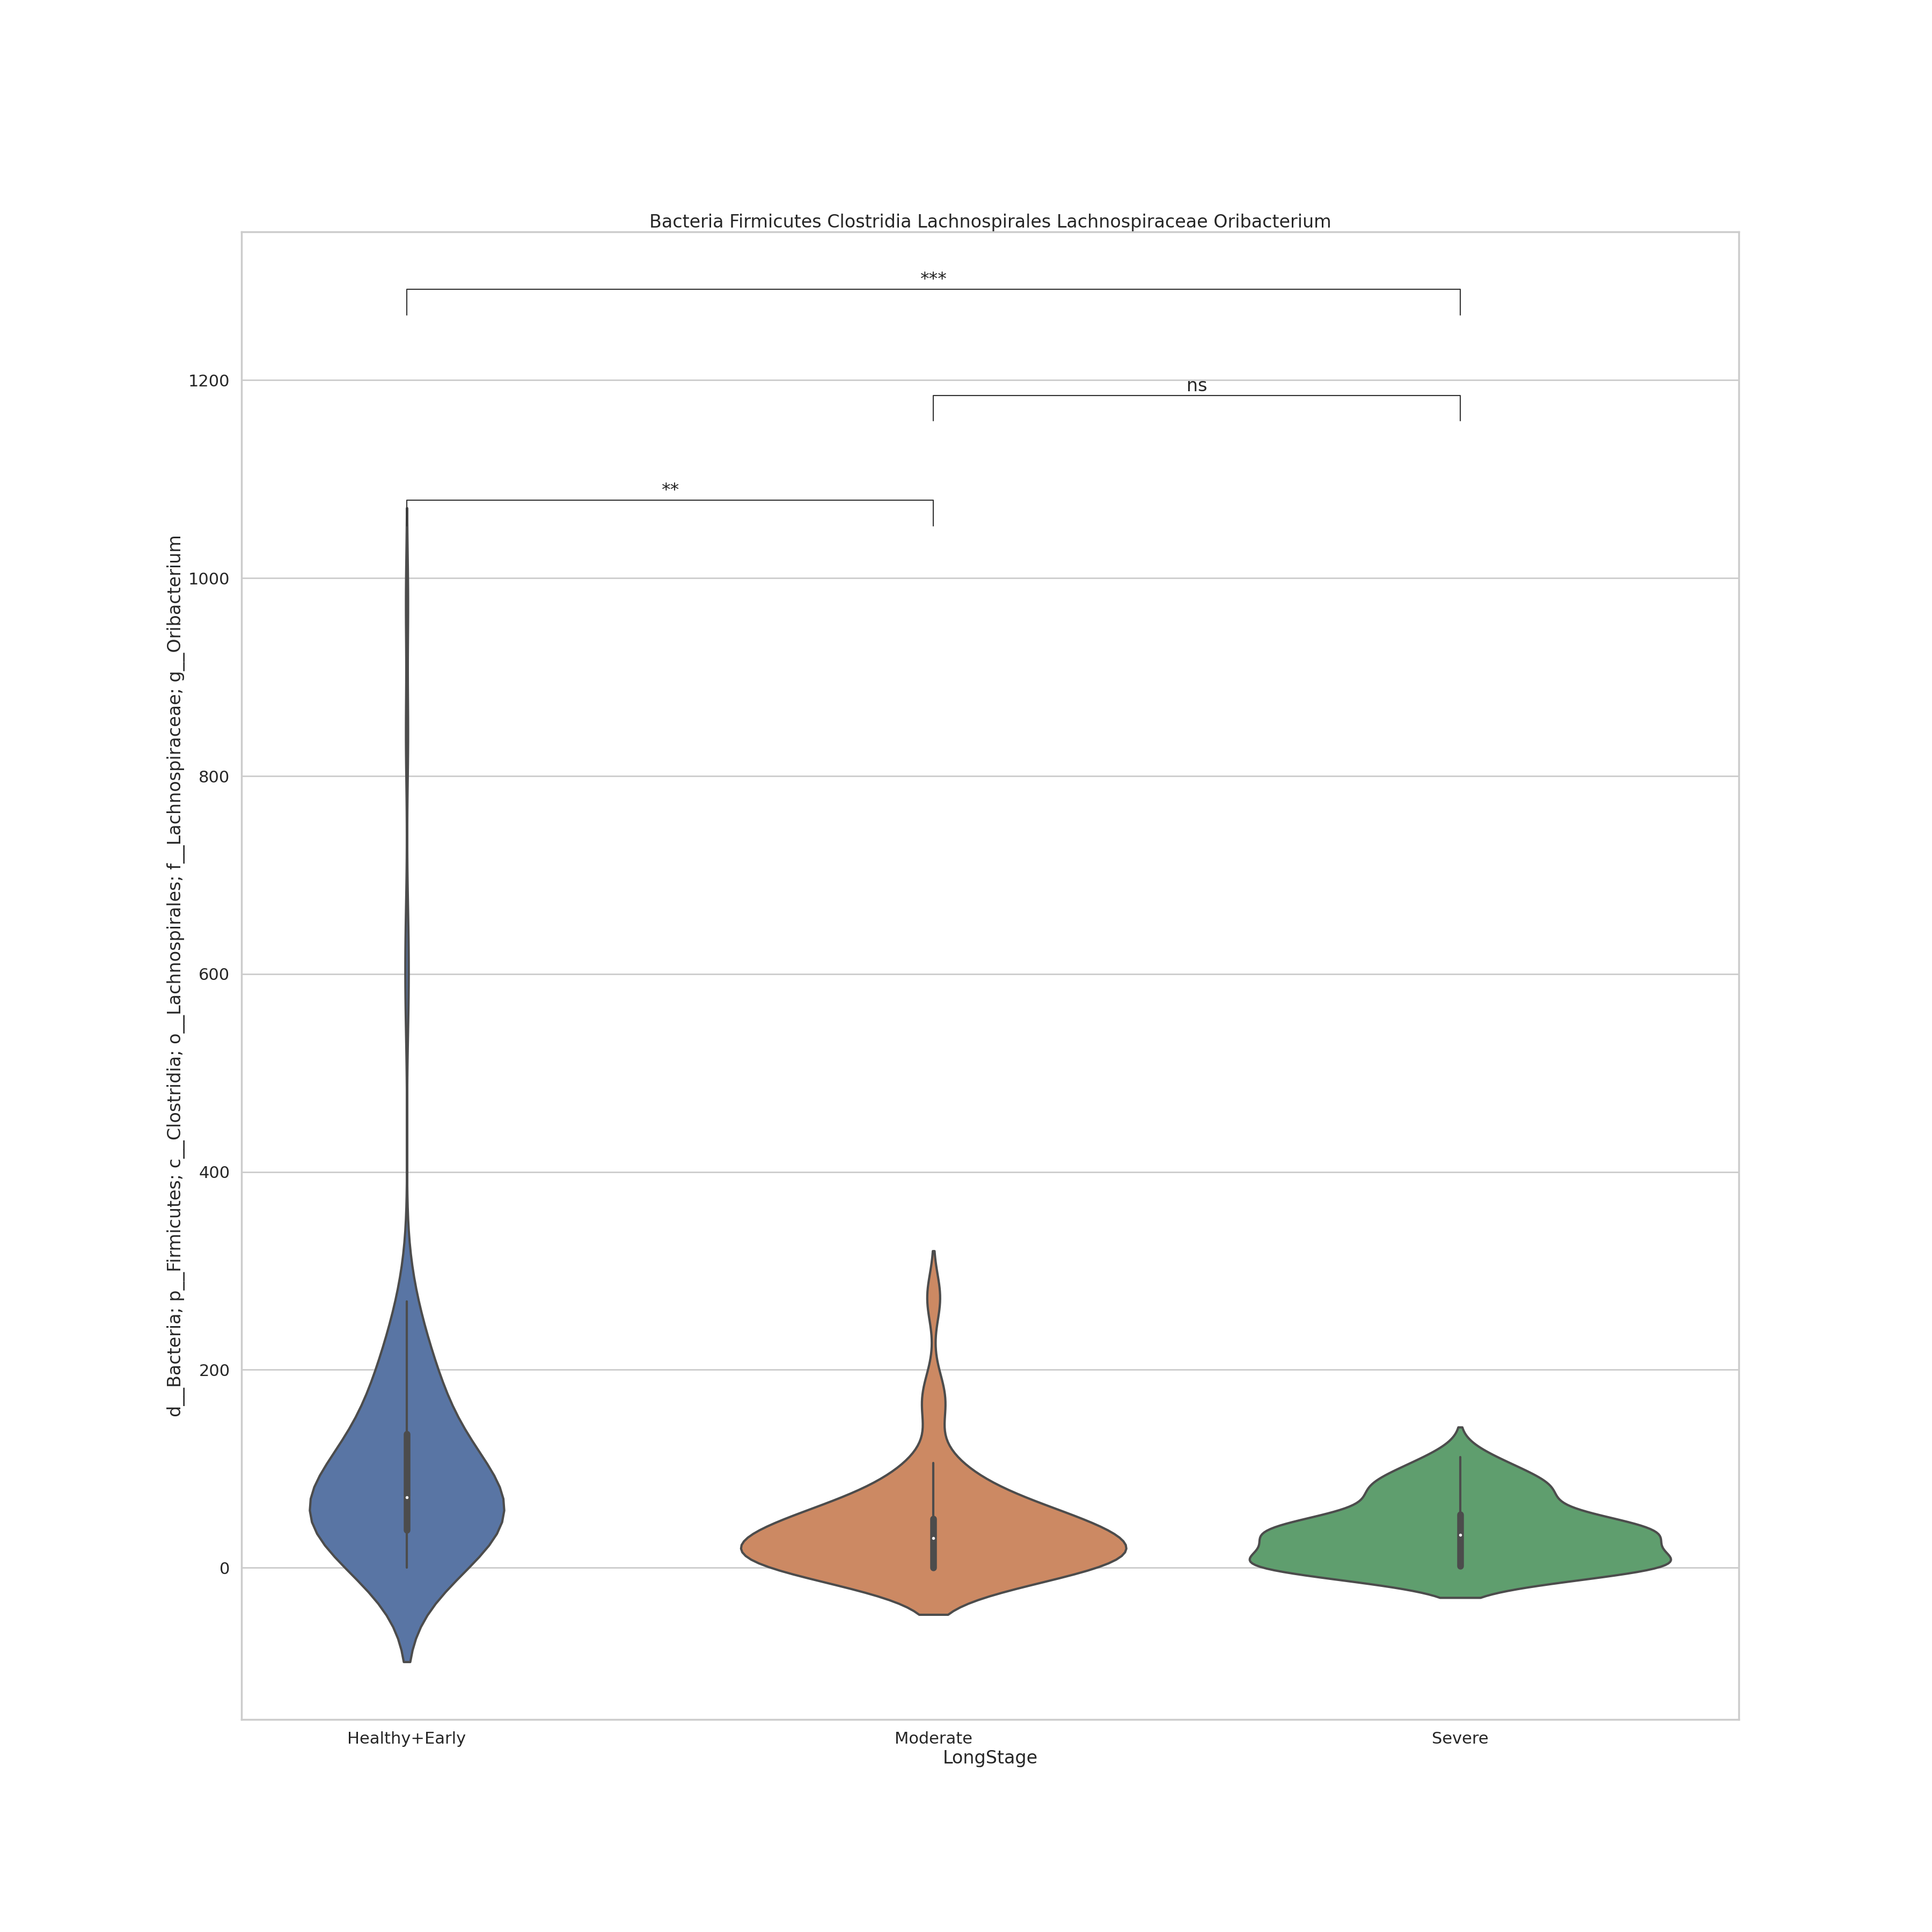 Bacteria Firmicutes Clostridia Lachnospirales Lachnospiraceae Oribacterium
***
1200
ns
**
1000
800
600
400
200
0
d__Bacteria; p__Firmicutes; c__Clostridia; o__Lachnospirales; f__Lachnospiraceae; g__Oribacterium
Healthy+Early
Moderate
Severe
LongStage